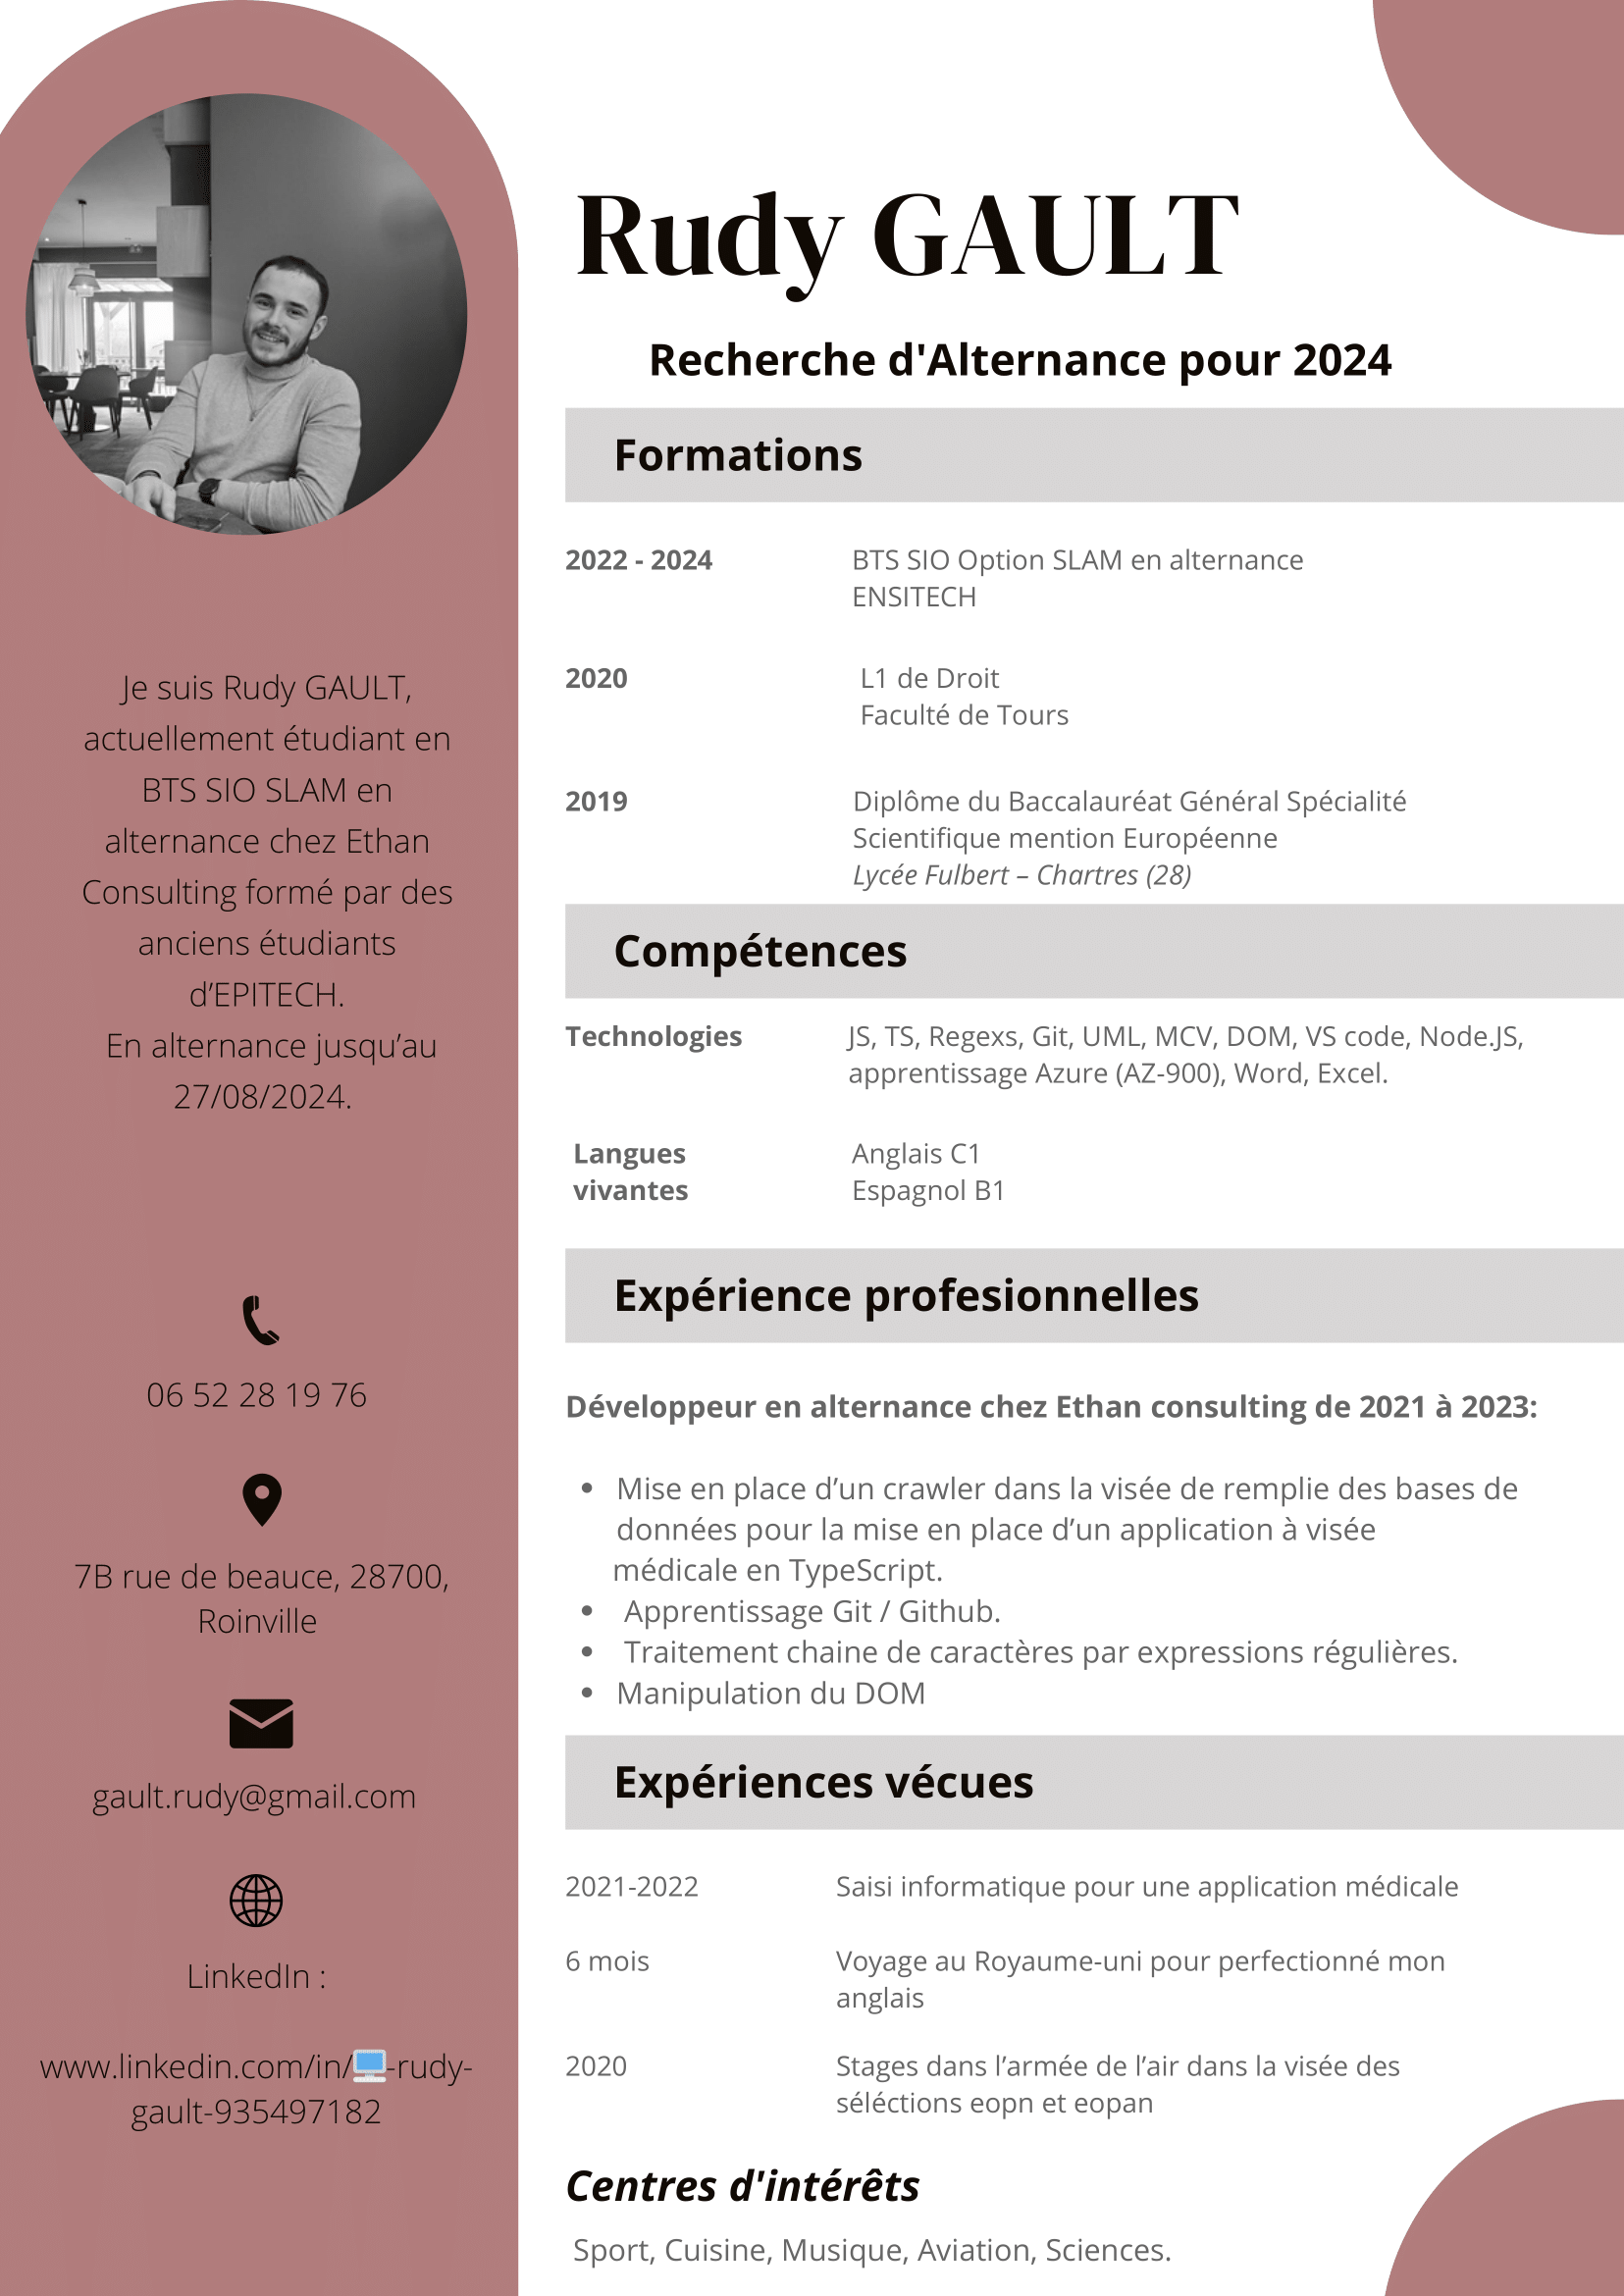 Rudy GAULT
Recherche d'Alternance pour 2024
Je suis Rudy GAULT,
actuellement étudiant en
BTS SIO SLAM en
alternance chez Ethan
Consulting formé par des
anciens étudiants
d’EPITECH.
En alternance jusqu’au
27/08/2024.
06 52 28 19 76
7B rue de beauce, 28700,
Roinville
gault.rudy@gmail.com
LinkedIn :
www.linkedin.com/in/💻-rudy-
gault-935497182
Formations
2022 - 2024 BTS SIO Option SLAM en alternance
ENSITECH
2020 L1 de Droit
Faculté de Tours
2019 Diplôme du Baccalauréat Général Spécialité
Scientifique mention Européenne
Lycée Fulbert – Chartres (28)
Compétences
Technologies JS, TS, Regexs, Git, UML, MCV, DOM, VS code, Node.JS,
apprentissage Azure (AZ-900), Word, Excel.
Langues Anglais C1
vivantes Espagnol B1
Expérience profesionnelles
Développeur en alternance chez Ethan consulting de 2021 à 2023:
• Mise en place d’un crawler dans la visée de remplie des bases de
données pour la mise en place d’un application à visée
médicale en TypeScript.
• Apprentissage Git / Github.
• Traitement chaine de caractères par expressions régulières.
• Manipulation du DOM
Expériences vécues
2021-2022 Saisi informatique pour une application médicale
6 mois Voyage au Royaume-uni pour perfectionné mon
anglais
2020 Stages dans l’armée de l’air dans la visée des
séléctions eopn et eopan
Centres d'intérêts
Sport, Cuisine, Musique, Aviation, Sciences.